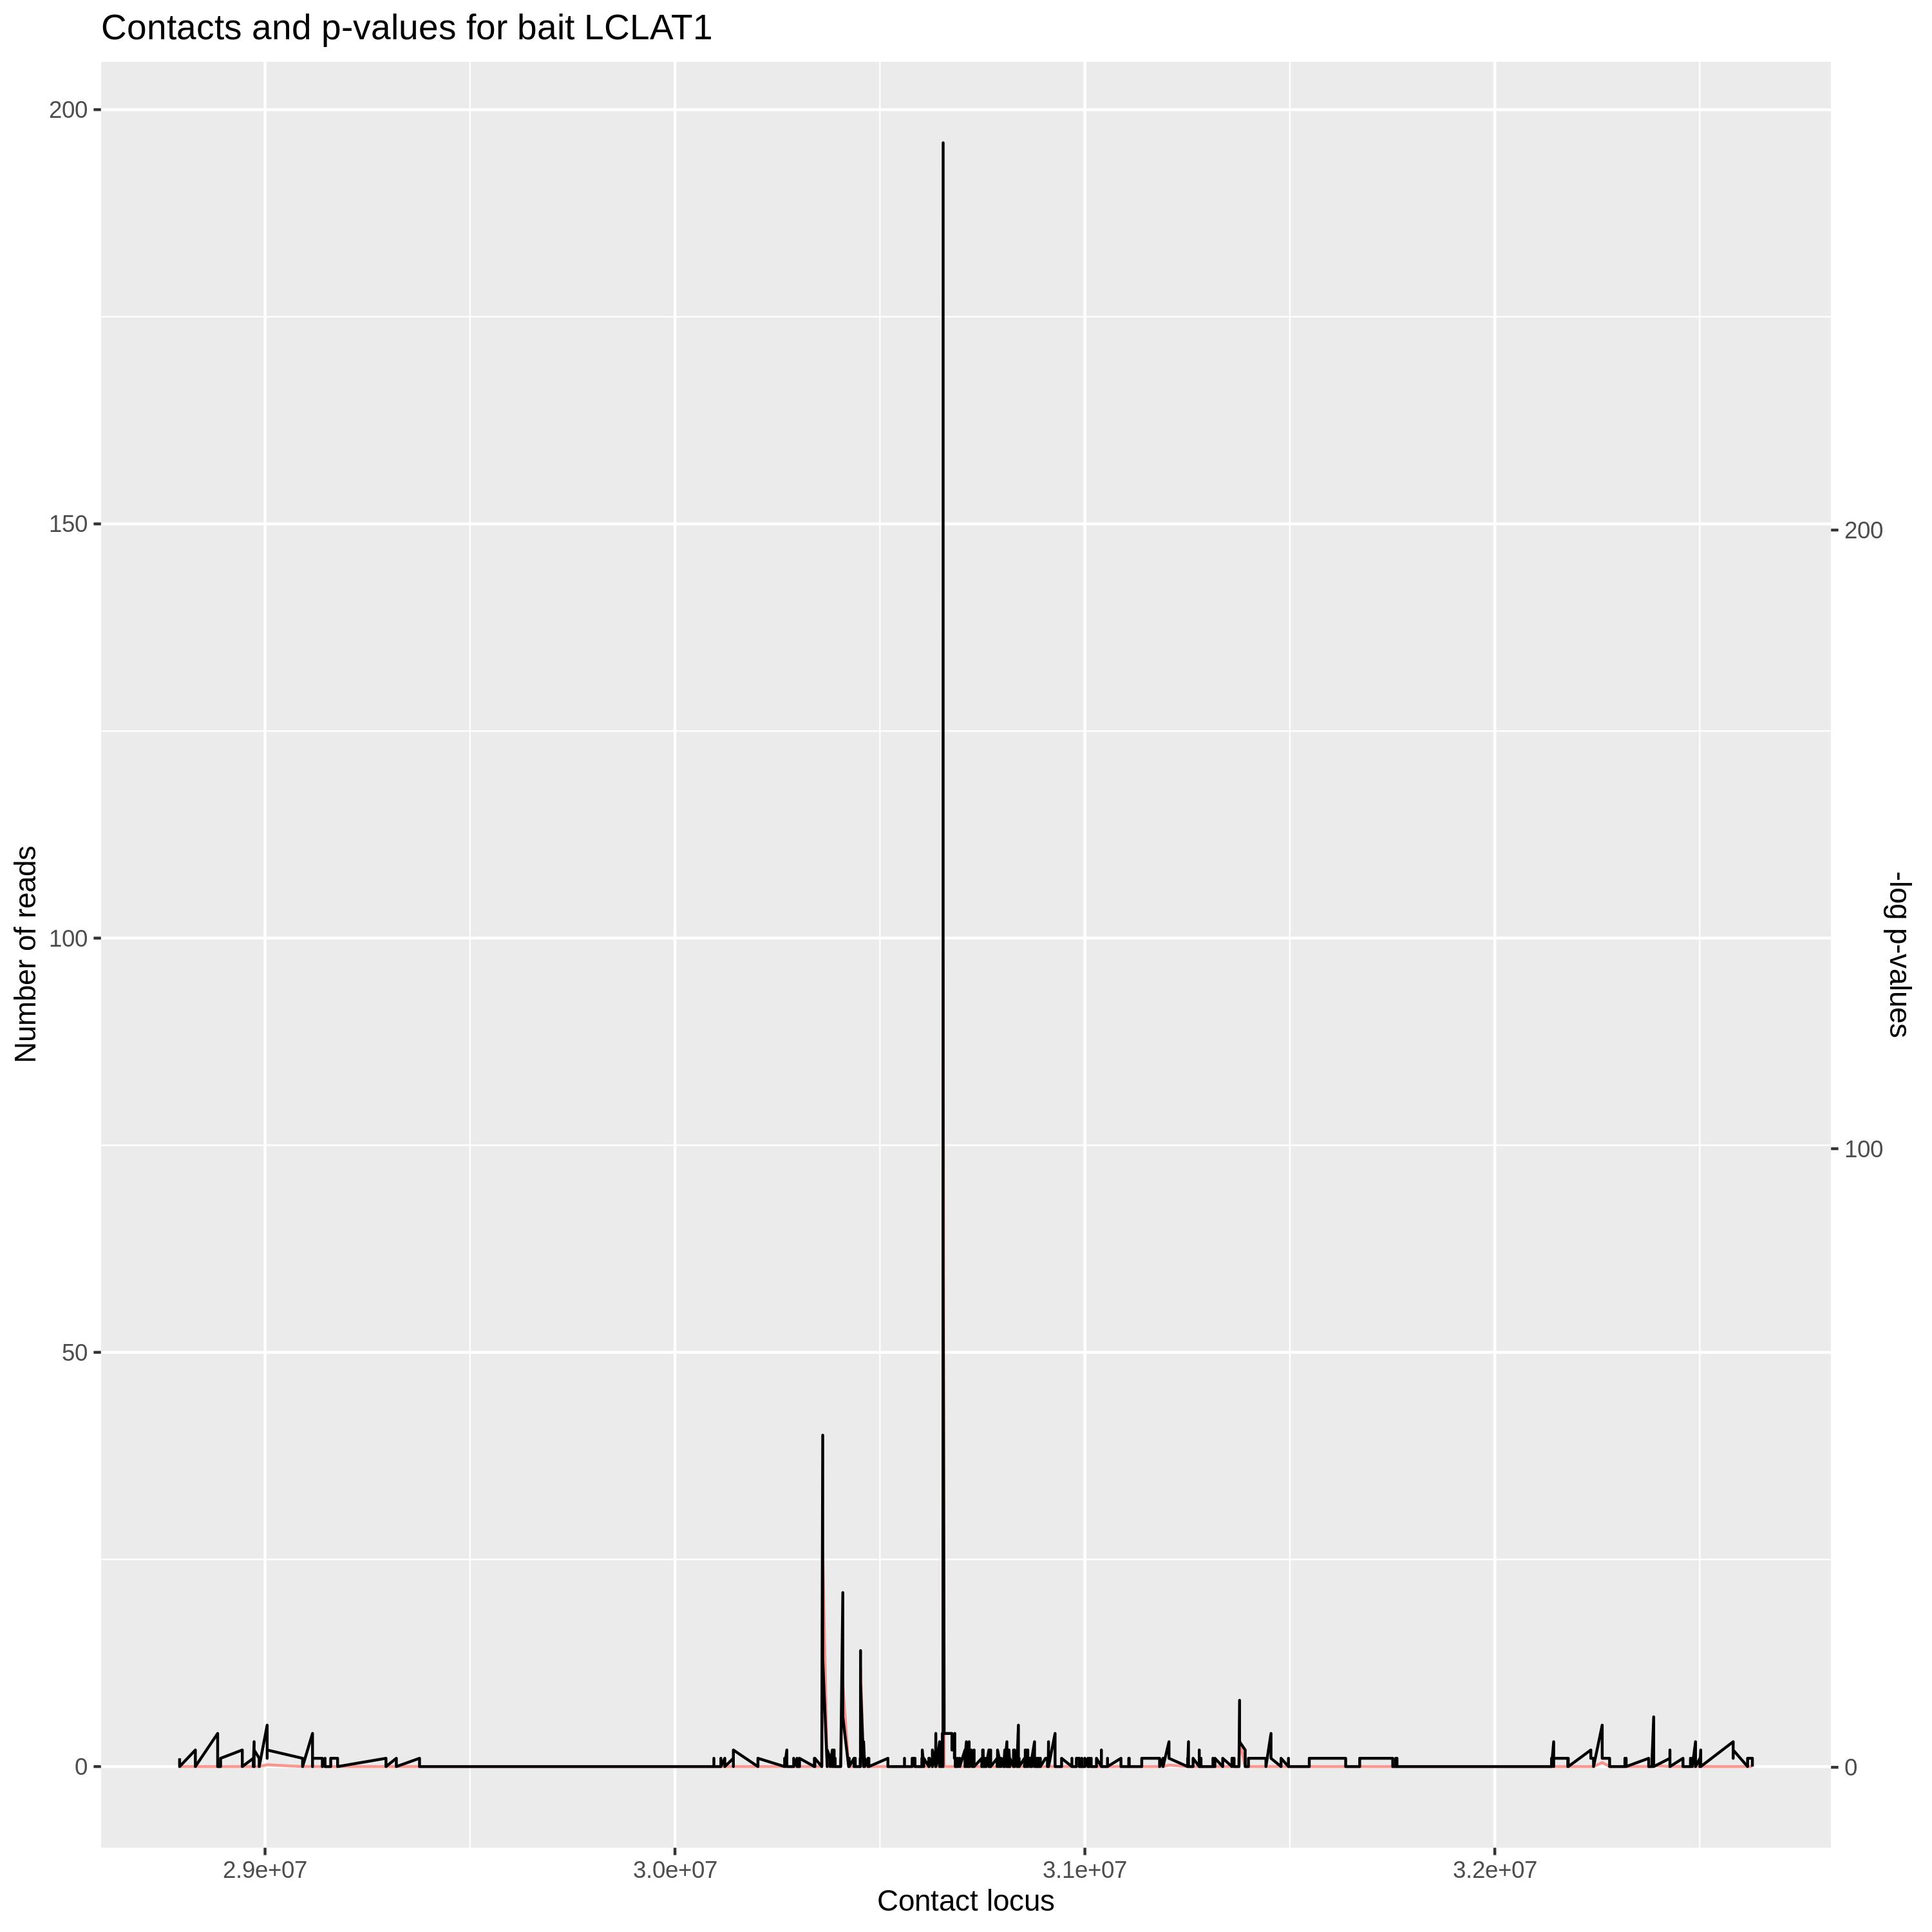 Contacts and p-values for bait LCLAT1
200
150
100
50
0
Number of reads
200
100
0
-log p-values
2.9e+07
3.0e+07
3.1e+07
3.2e+07
Contact locus